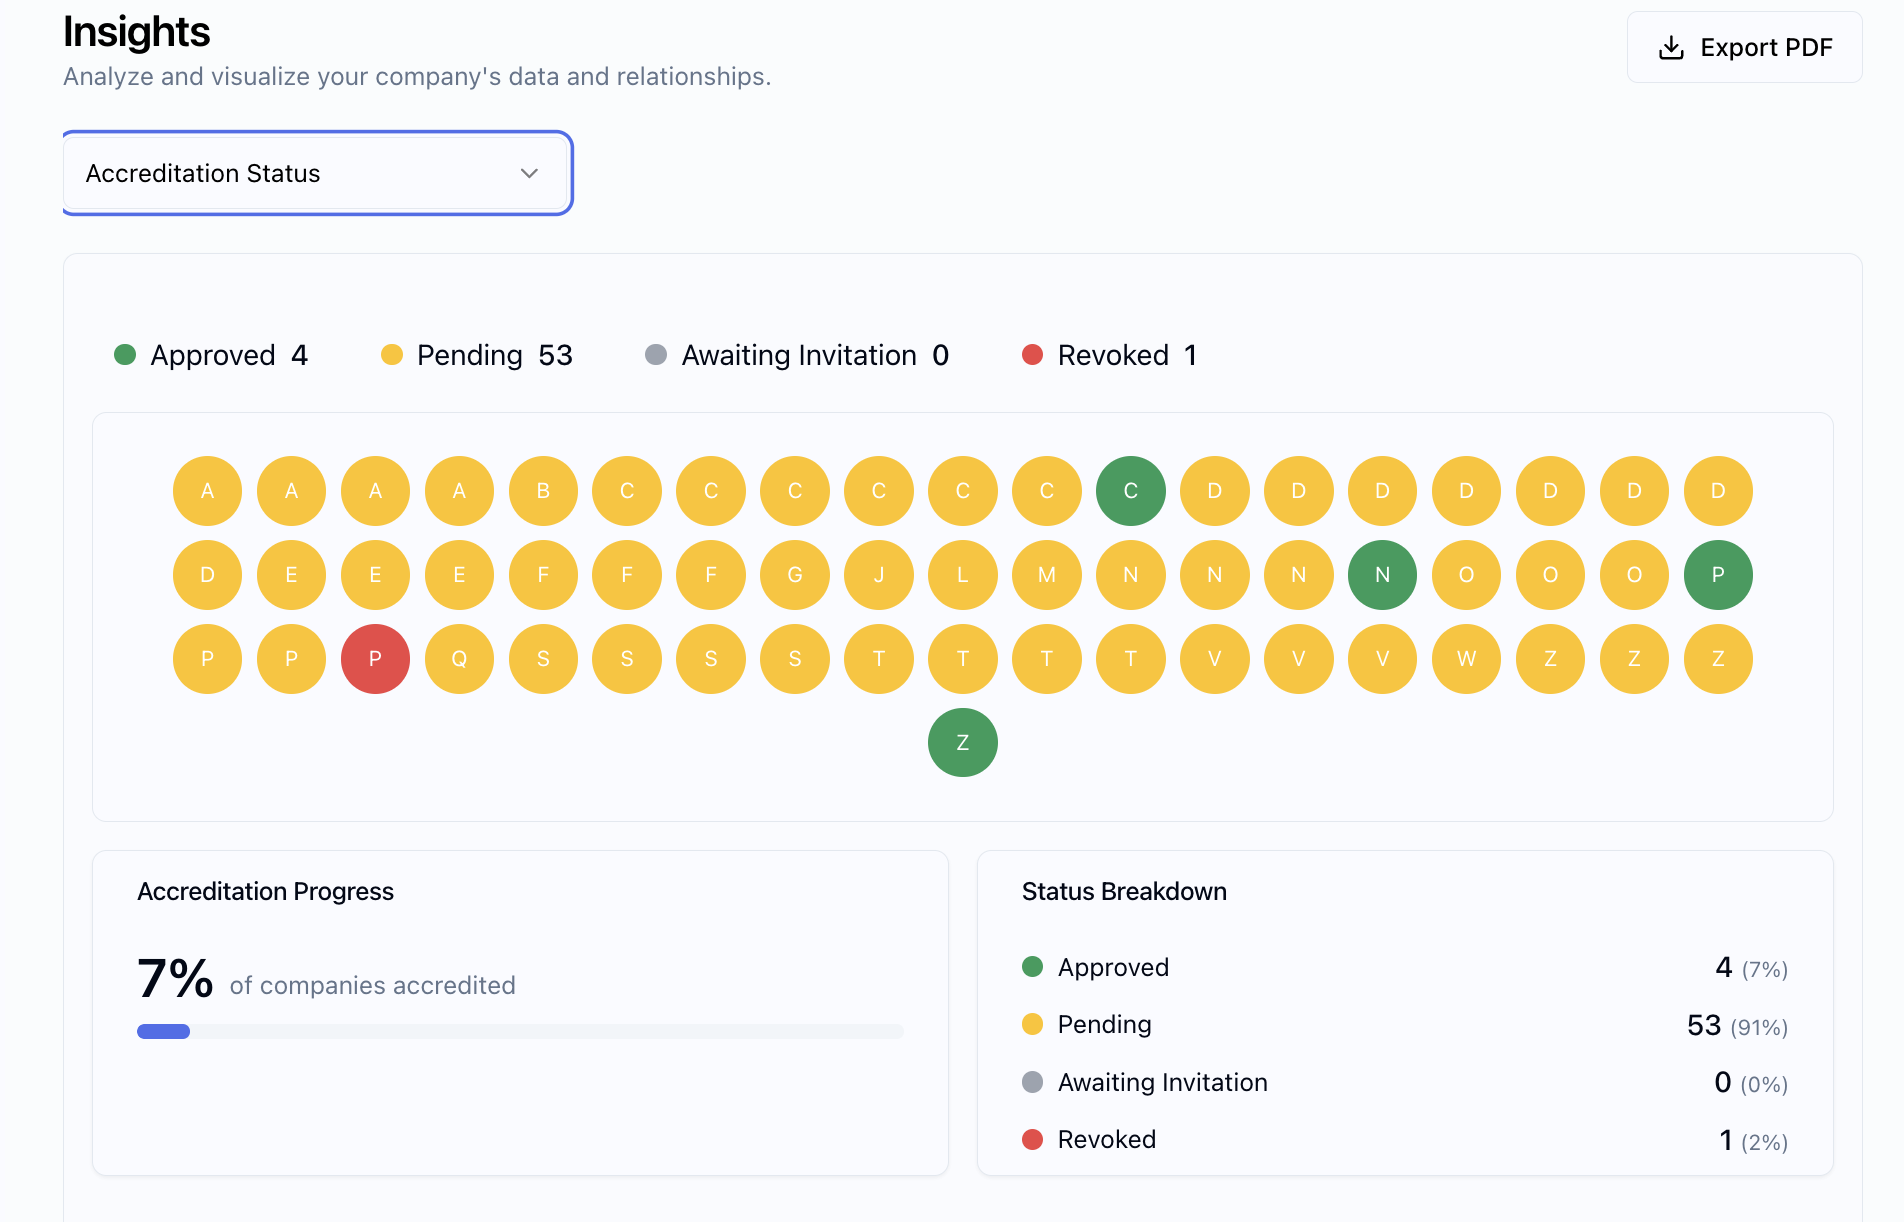 Insights
Export PDF
Analyze and visualize your company's data and relationships.
Accreditation Status
Approved 4 Pending 53 Awaiting Invitation 0 Revoked 1
A A A A B C C C C C C C D D D D D D D
D E E E F F F G J L M N N N N O O O P
P P P Q S S S S T T T T V V V W Z Z Z
Z
Accreditation Progress
7% of companies accredited
Status Breakdown
Approved 4 (7%)
Pending 53 (91%)
Awaiting Invitation 0 (0%)
Revoked 1 (2%)